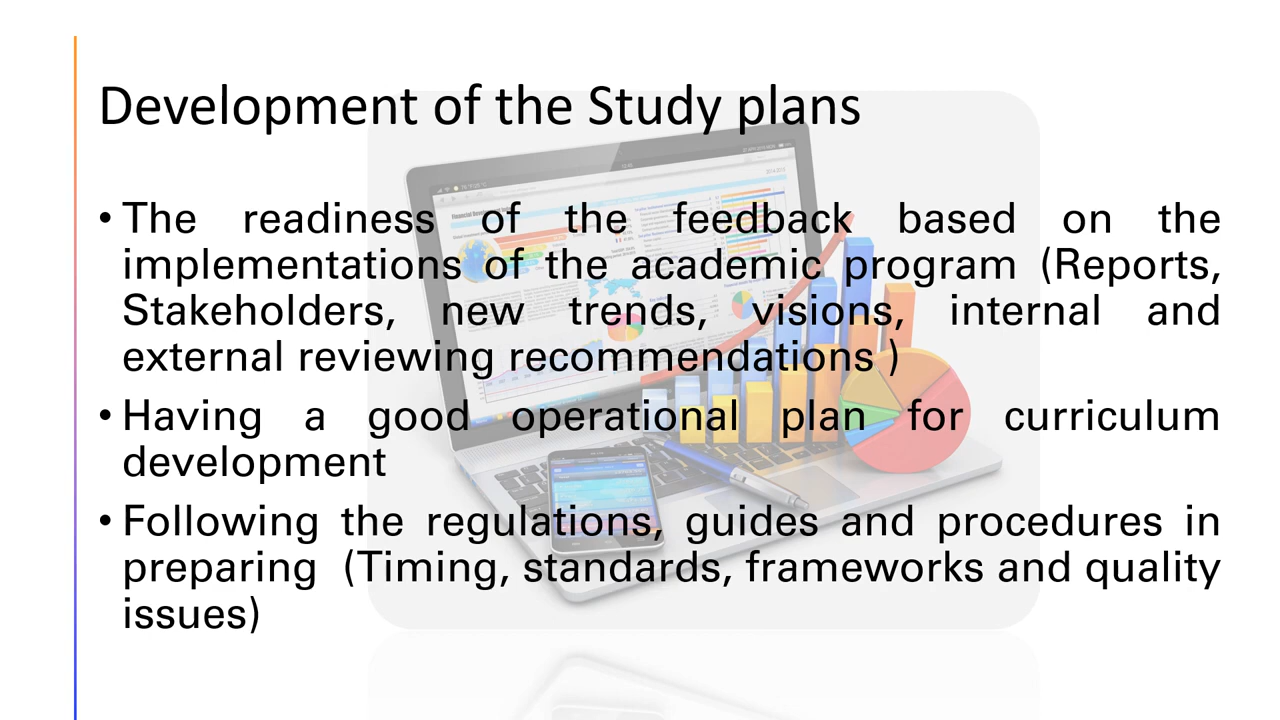 Development of the Study plans
• The readiness of the feedback based on the
implementations of the academic program (Reports,
Stakeholders, new trends, visions, internal and
external reviewing recommendations )
• Having a good operational plan for curriculum
development
• Following the regulations, guides and procedures in
preparing (Timing, standards, frameworks and quality
issues)